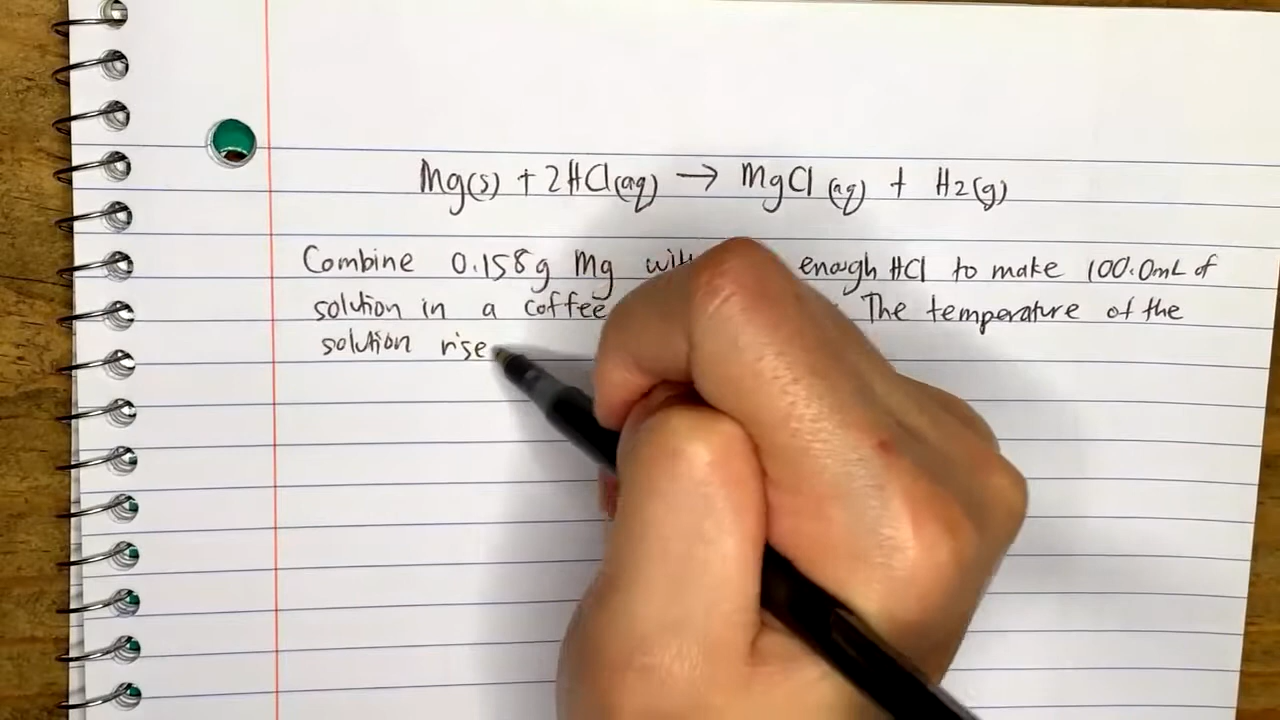 Mg(s) + 2HCl(aq) → MgCl (aq) + H2(g)
Combine 0.158g Mg enough HCl to make 100.0mL of
solution in a coffee The temperature of the
solution rise